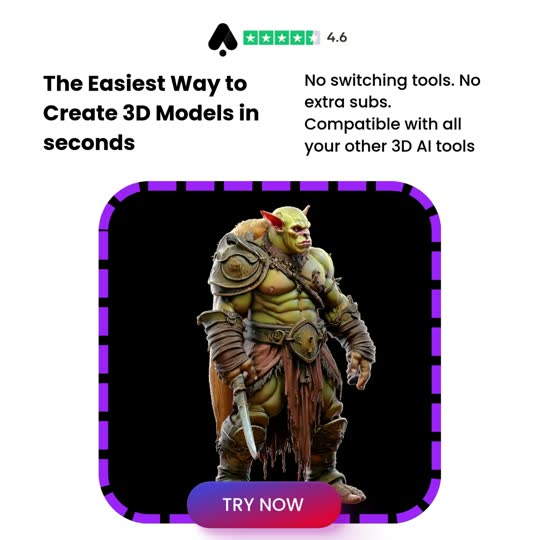 4.6
The Easiest Way to
Create 3D Models in
seconds
No switching tools. No
extra subs.
Compatible with all
your other 3D AI tools
TRY NOW